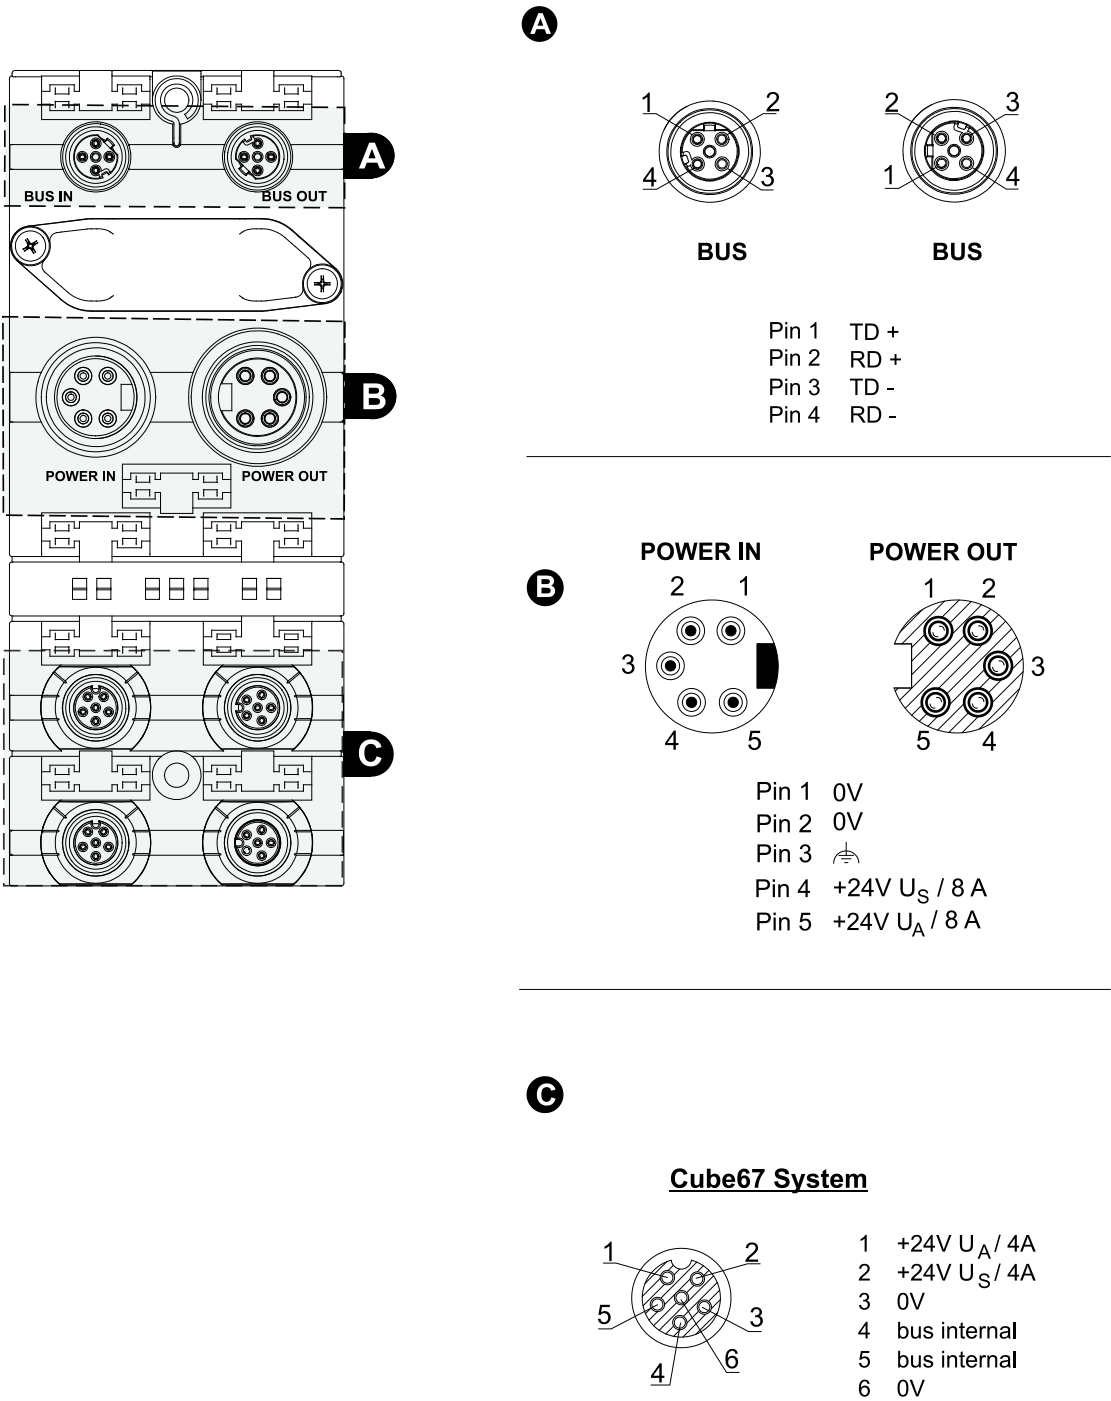 A
BUS IN
BUS OUT
A
B
POWER IN
POWER OUT
C
1 2
4 3
BUS
2 3
1 4
BUS
Pin 1 TD +
Pin 2 RD +
Pin 3 TD -
Pin 4 RD -
B
POWER IN
2 1
3
4 5
POWER OUT
1 2
3
5 4
Pin 1 0V
Pin 2 0V
Pin 3
Pin 4 +24V US / 8 A
Pin 5 +24V UA / 8 A
C
Cube67 System
1 2
5 3
4 6
1 +24V UA / 4A
2 +24V US / 4A
3 0V
4 bus internal
5 bus internal
6 0V